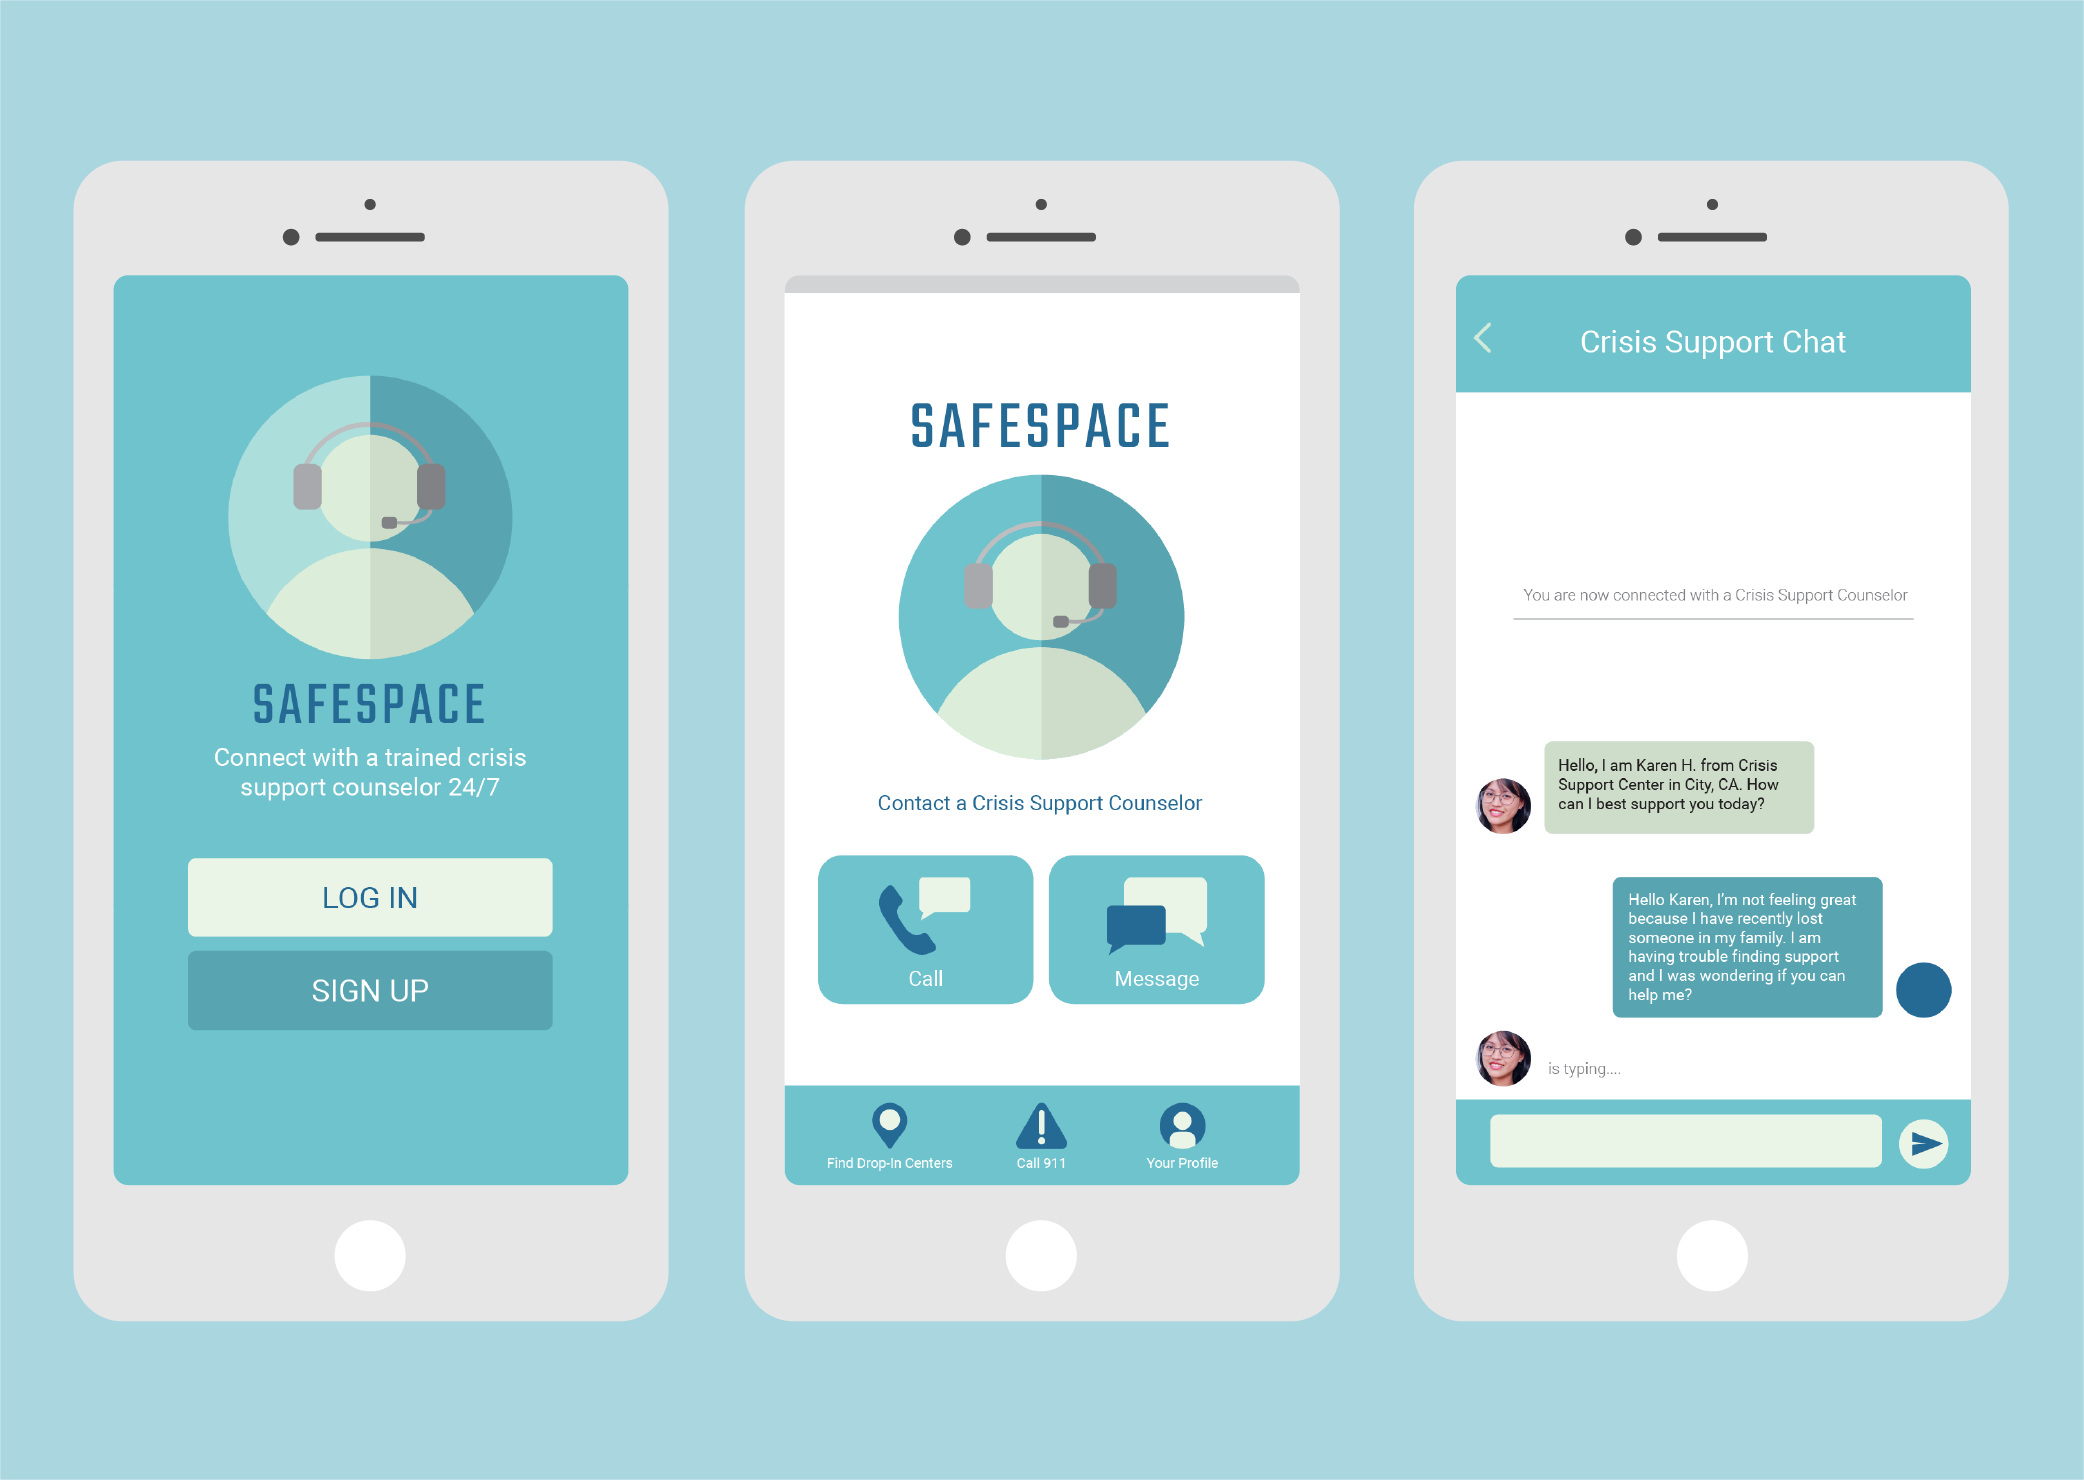 SAFESPACE
Connect with a trained crisis
support counselor 24/7
LOG IN
SIGN UP
SAFESPACE
Contact a Crisis Support Counselor
Call
Message
Find Drop-In Centers
Call 911
Your Profile
Crisis Support Chat
You are now connected with a Crisis Support Counselor
Hello, I am Karen H. from Crisis
Support Center in City, CA. How
can I best support you today?
Hello Karen, I'm not feeling great
because I have recently lost
someone in my family. I am
having trouble finding support
and I was wondering if you can
help me?
is typing....